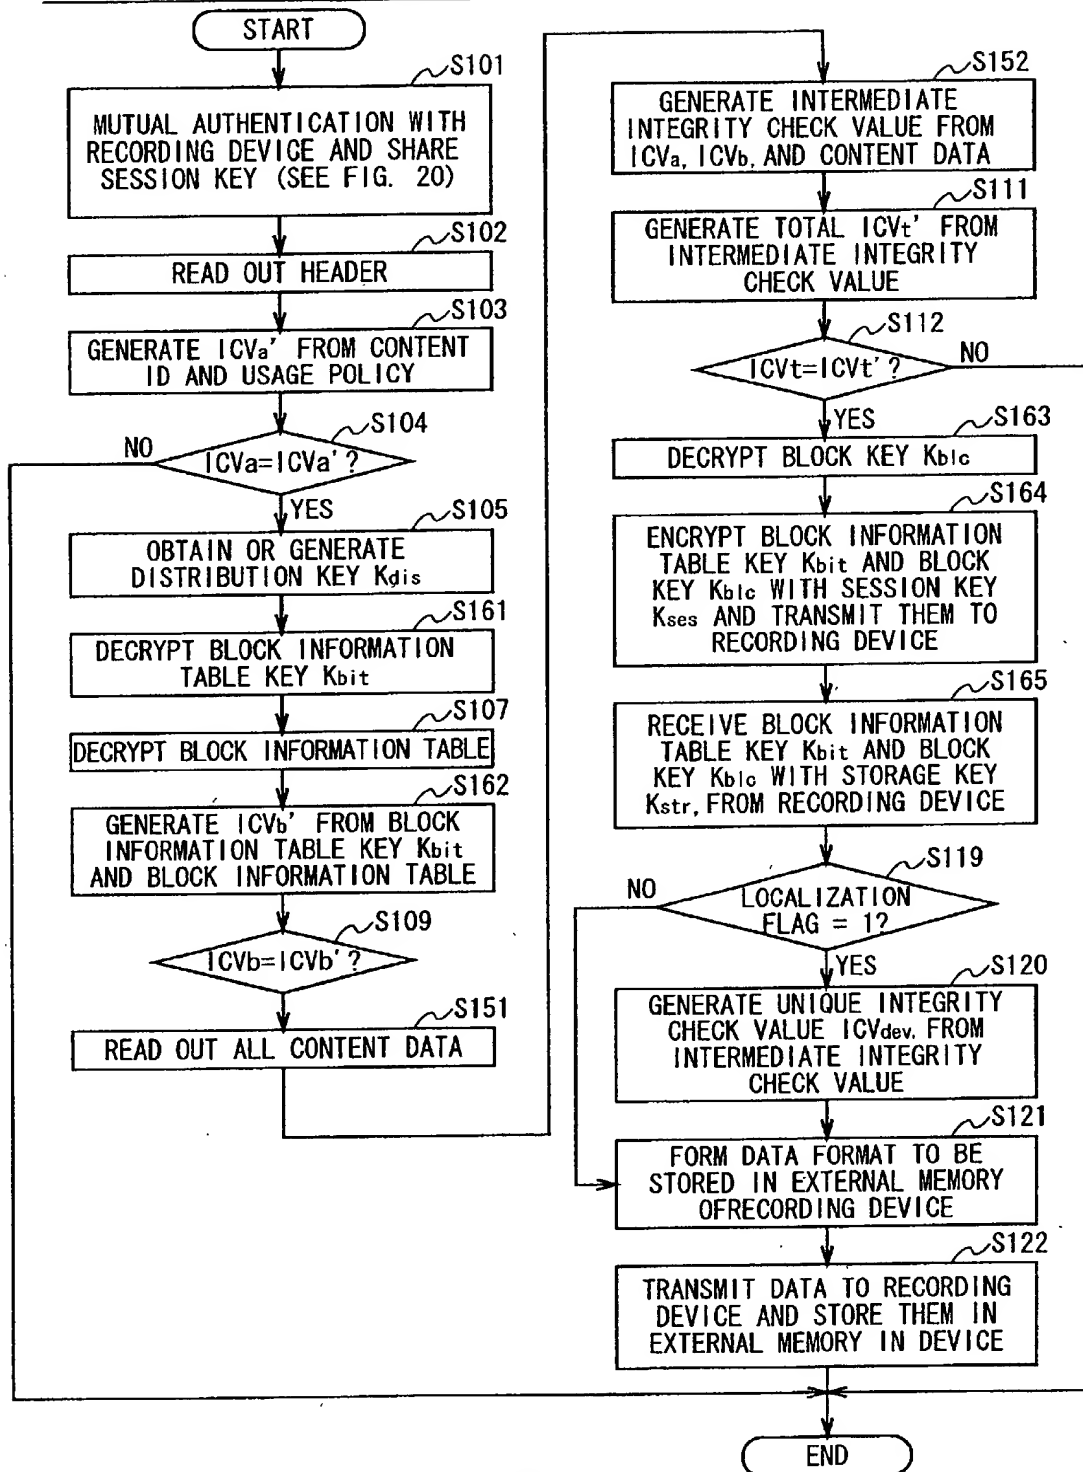 START
S101
MUTUAL AUTHENTICATION WITH
RECORDING DEVICE AND SHARE
SESSION KEY (SEE FIG. 20)
S102
READ OUT HEADER
S103
GENERATE ICVa' FROM CONTENT
ID AND USAGE POLICY
S104
NO
ICVa=ICVa'?
YES
S105
OBTAIN OR GENERATE
DISTRIBUTION KEY Kdis
S161
DECRYPT BLOCK INFORMATION
TABLE KEY Kbit
S107
DECRYPT BLOCK INFORMATION TABLE
S162
GENERATE ICVb' FROM BLOCK
INFORMATION TABLE KEY Kbit
AND BLOCK INFORMATION TABLE
S109
ICVb=ICVb'?
S151
READ OUT ALL CONTENT DATA
S152
GENERATE INTERMEDIATE
INTEGRITY CHECK VALUE FROM
ICVa, ICVb, AND CONTENT DATA
S111
GENERATE TOTAL ICVt' FROM
INTERMEDIATE INTEGRITY
CHECK VALUE
S112
NO
ICVt=ICVt'?
YES
S163
DECRYPT BLOCK KEY Kblc
S164
ENCRYPT BLOCK INFORMATION
TABLE KEY Kbit AND BLOCK
KEY Kblc WITH SESSION KEY
Kses AND TRANSMIT THEM TO
RECORDING DEVICE
S165
RECEIVE BLOCK INFORMATION
TABLE KEY Kbit AND BLOCK
KEY Kblc WITH STORAGE KEY
Kstr, FROM RECORDING DEVICE
S119
NO
LOCALIZATION
FLAG = 1?
YES
S120
GENERATE UNIQUE INTEGRITY
CHECK VALUE ICVdev, FROM
INTERMEDIATE INTEGRITY
CHECK VALUE
S121
FORM DATA FORMAT TO BE
STORED IN EXTERNAL MEMORY
OFRECORDING DEVICE
S122
TRANSMIT DATA TO RECORDING
DEVICE AND STORE THEM IN
EXTERNAL MEMORY IN DEVICE
END